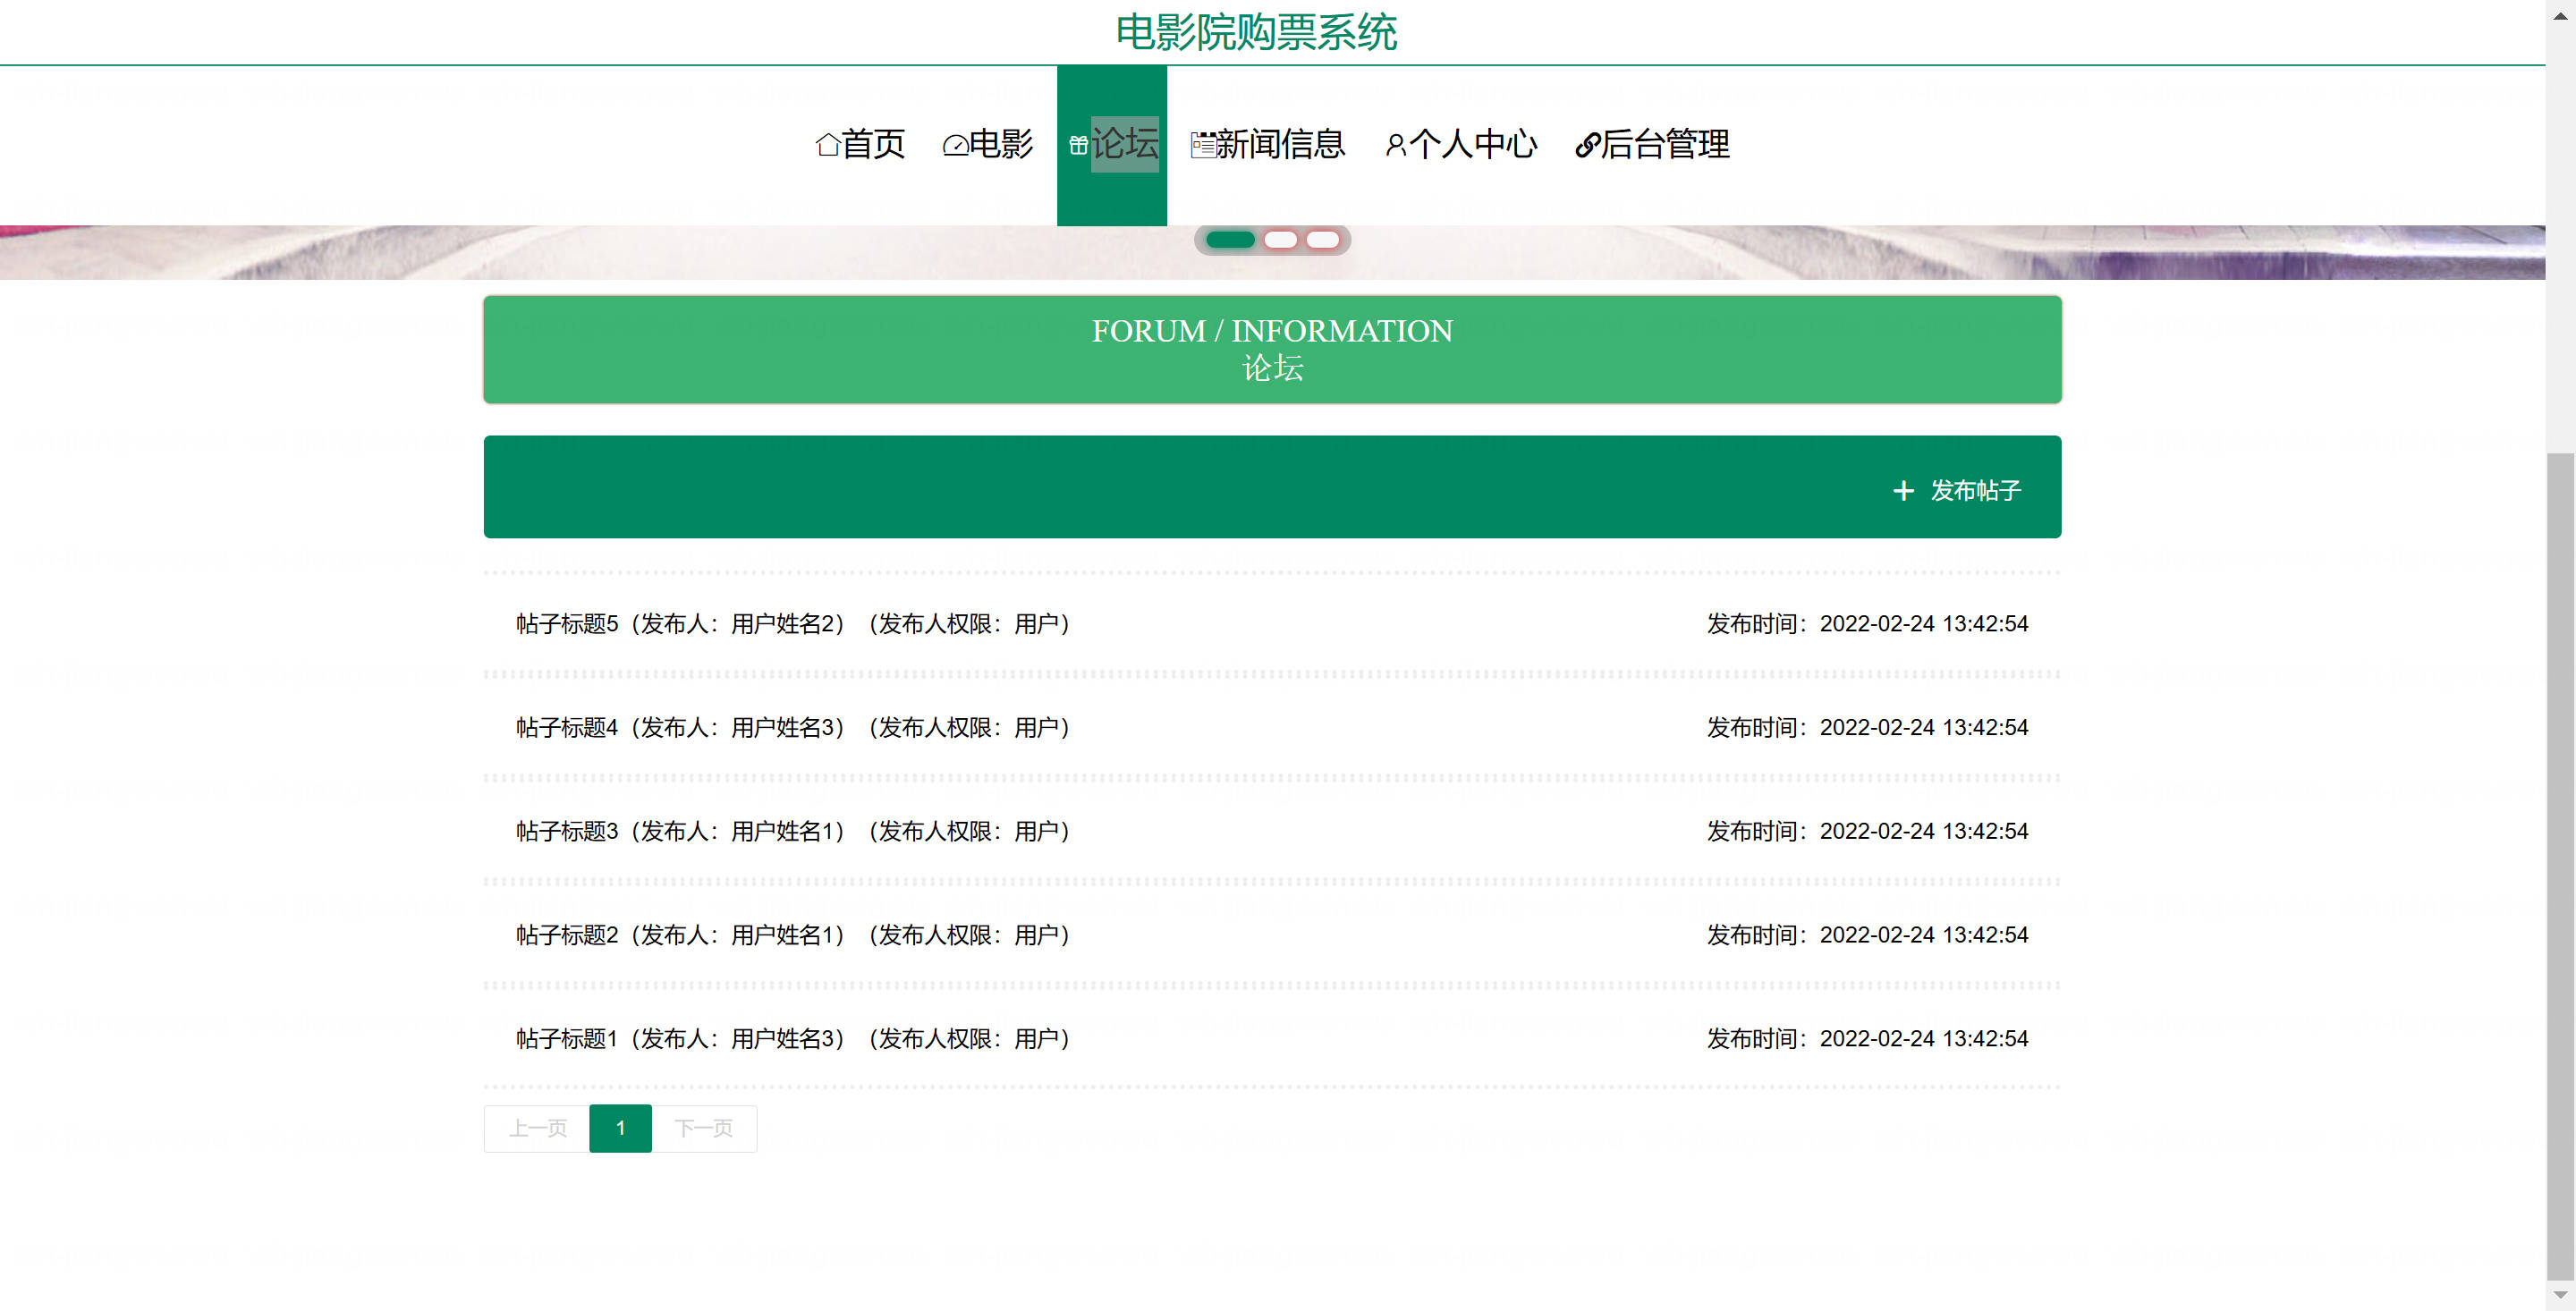 电影院购票系统
首页 电影 论坛 新闻信息 个人中心 后台管理
FORUM / INFORMATION
论坛
发布帖子
帖子标题5（发布人：用户姓名2）（发布人权限：用户） 发布时间：2022-02-24 13:42:54
帖子标题4（发布人：用户姓名3）（发布人权限：用户） 发布时间：2022-02-24 13:42:54
帖子标题3（发布人：用户姓名1）（发布人权限：用户） 发布时间：2022-02-24 13:42:54
帖子标题2（发布人：用户姓名1）（发布人权限：用户） 发布时间：2022-02-24 13:42:54
帖子标题1（发布人：用户姓名3）（发布人权限：用户） 发布时间：2022-02-24 13:42:54
上一页 1 下一页